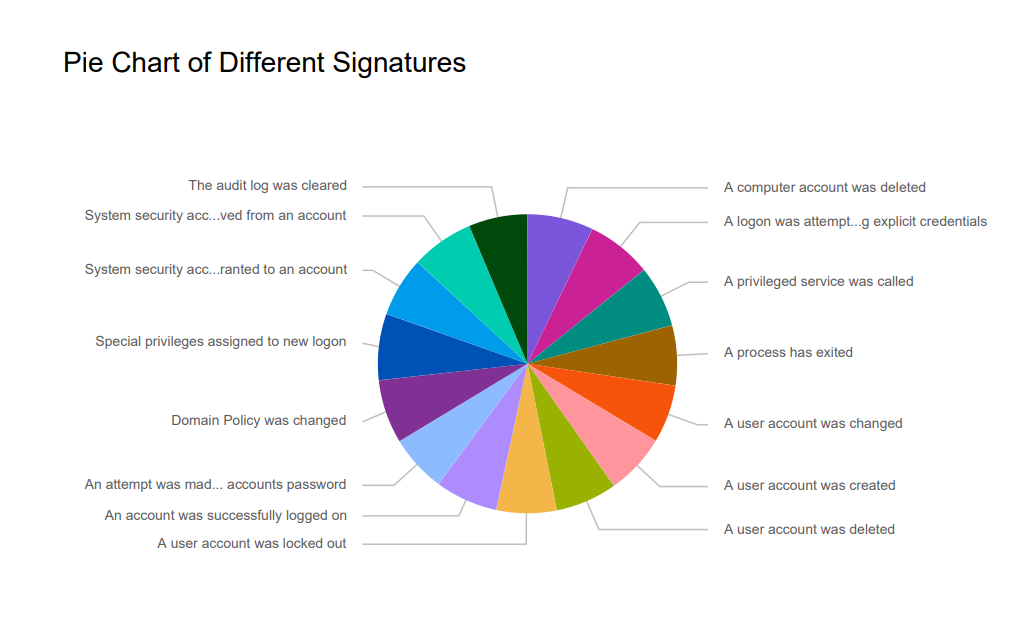 Pie Chart of Different Signatures
The audit log was cleared
System security acc...ved from an account
System security acc...ranted to an account
Special privileges assigned to new logon
Domain Policy was changed
An attempt was mad... accounts password
An account was successfully logged on
A user account was locked out
A computer account was deleted
A logon was attempt...g explicit credentials
A privileged service was called
A process has exited
A user account was changed
A user account was created
A user account was deleted